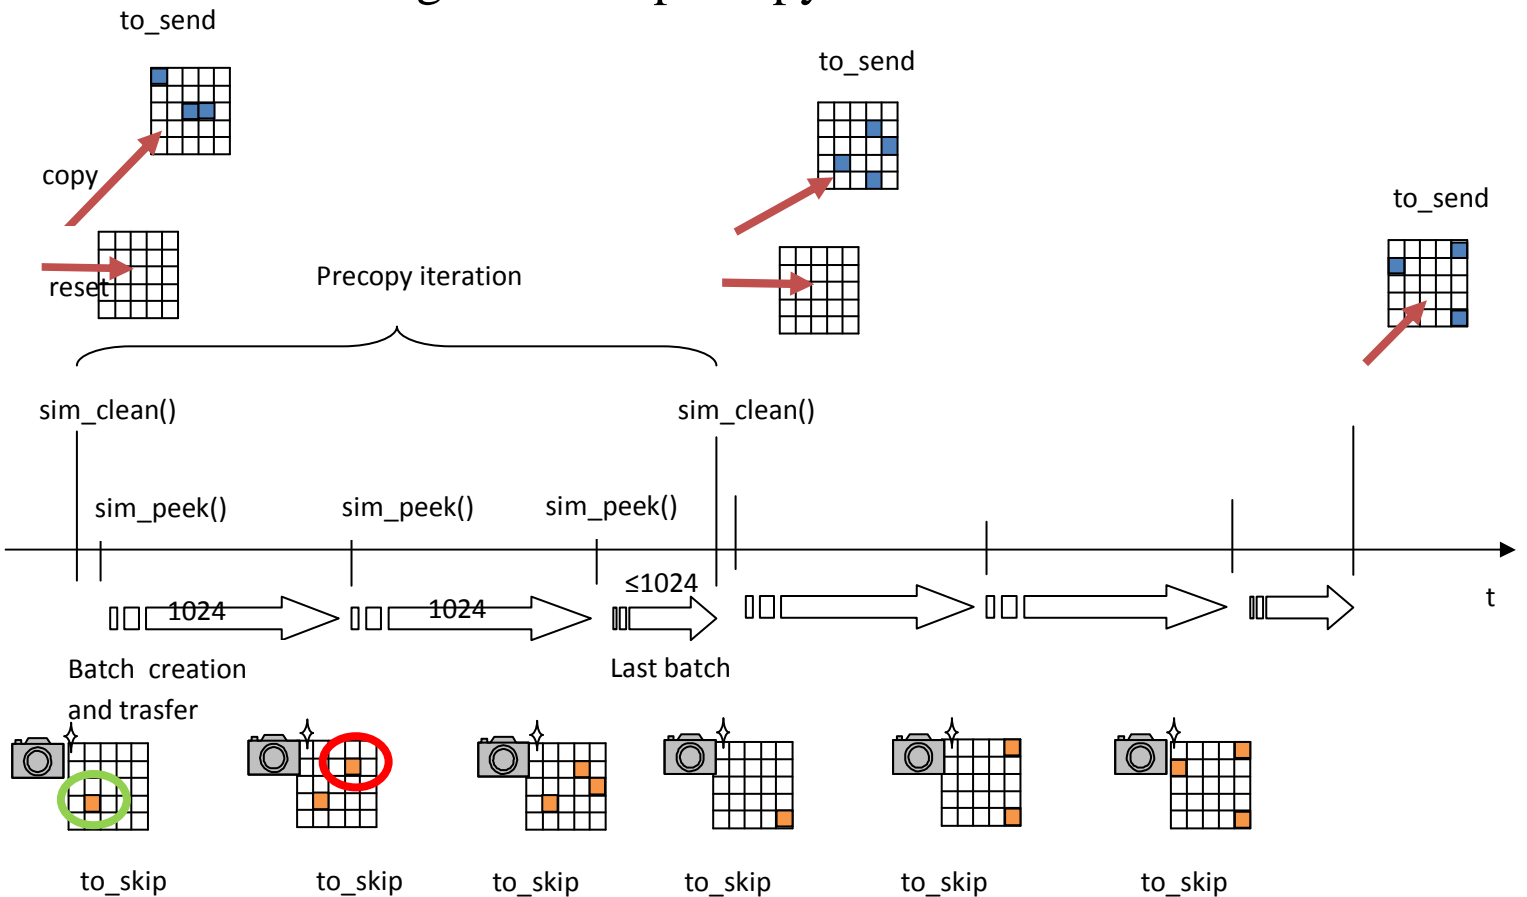 to_send
to_send
copy
to_send
reset
Precopy iteration
sim_clean()
sim_clean()
sim_peek()
sim_peek()
sim_peek()
≤1024
1024
1024
t
Batch creation
and trasfer
Last batch
to_skip
to_skip
to_skip
to_skip
to_skip
to_skip